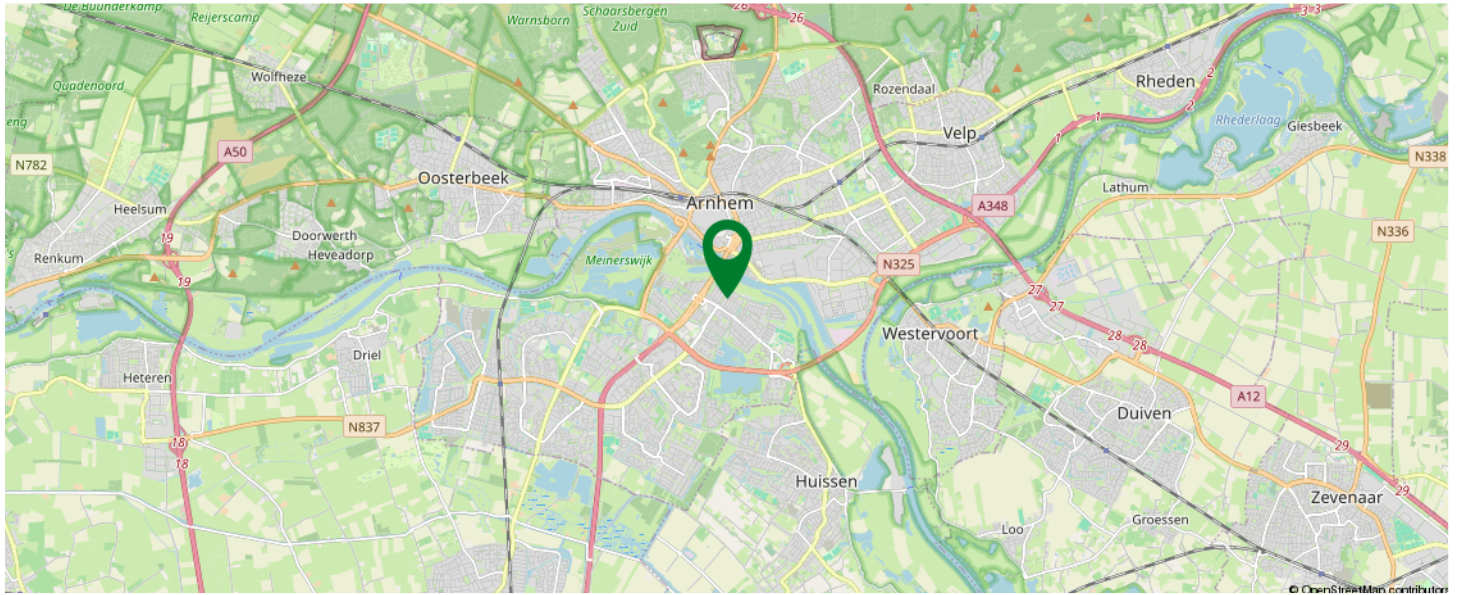 De Buunderkamp
Reijerscamp
Warnsborn
Schaarsbergen
Zuid
26
26
3
3
Quadenoord
Wolfheze
Rozendaal
Rheden
2
2
Rhederlaag
Giesbeek
eng
N782
A50
Oosterbeek
Velp
1
1
N338
Heelsum
Arnhem
A348
Lathum
19
Doorwerth
Heveadorp
N336
Renkum
19
Meinerswijk
N325
27
27
Westervoort
28
28
Driel
Heteren
A12
Duiven
N837
18
18
29
Huissen
Zevenaar
29
Loo
Groessen
© OpenStreetMap contributors